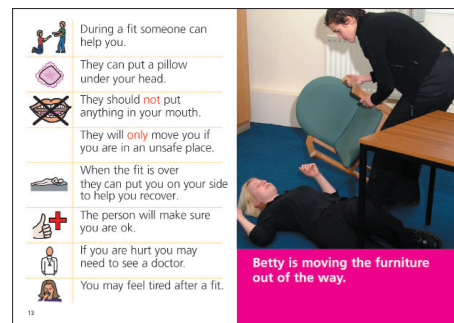 During a fit someone can
help you.
They can put a pillow
under your head.
They should not put
anything in your mouth.
They will only move you if
you are in an unsafe place.
When the fit is over
they can put you on your side
to help you recover.
The person will make sure
you are ok.
If you are hurt you may
need to see a doctor.
You may feel tired after a fit.
13
Betty is moving the furniture
out of the way.